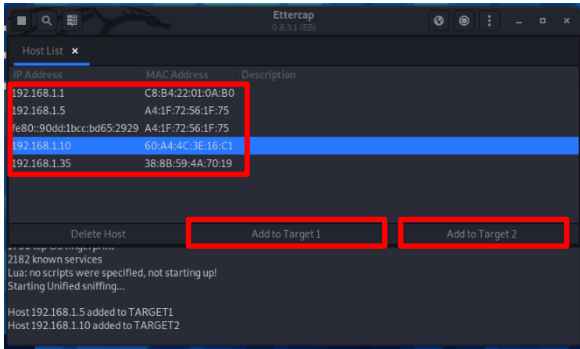 Ettercap
0.8.3.1 (EB)
Host List ×
IP Address MAC Address Description
192.168.1.1 C8:B4:22:01:0A:B0
192.168.1.5 A4:1F:72:56:1F:75
fe80::90dd:1bcc:bd65:2929 A4:1F:72:56:1F:75
192.168.1.10 60:A4:4C:3E:16:C1
192.168.1.35 38:8B:59:4A:70:19
Delete Host Add to Target 1 Add to Target 2
2182 known services
Lua: no scripts were specified, not starting up!
Starting Unified sniffing...
Host 192.168.1.5 added to TARGET1
Host 192.168.1.10 added to TARGET2